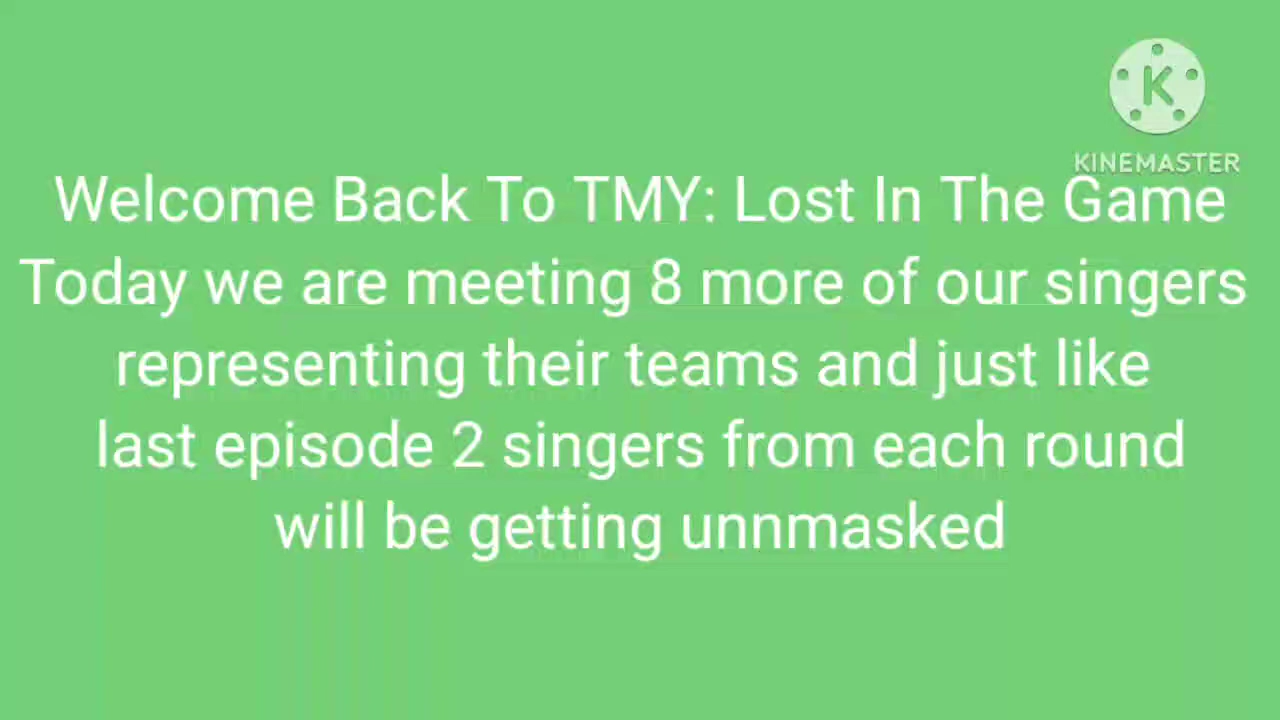 K
KINEMASTER
Welcome Back To TMY: Lost In The Game
Today we are meeting 8 more of our singers
representing their teams and just like
last episode 2 singers from each round
will be getting unnmasked